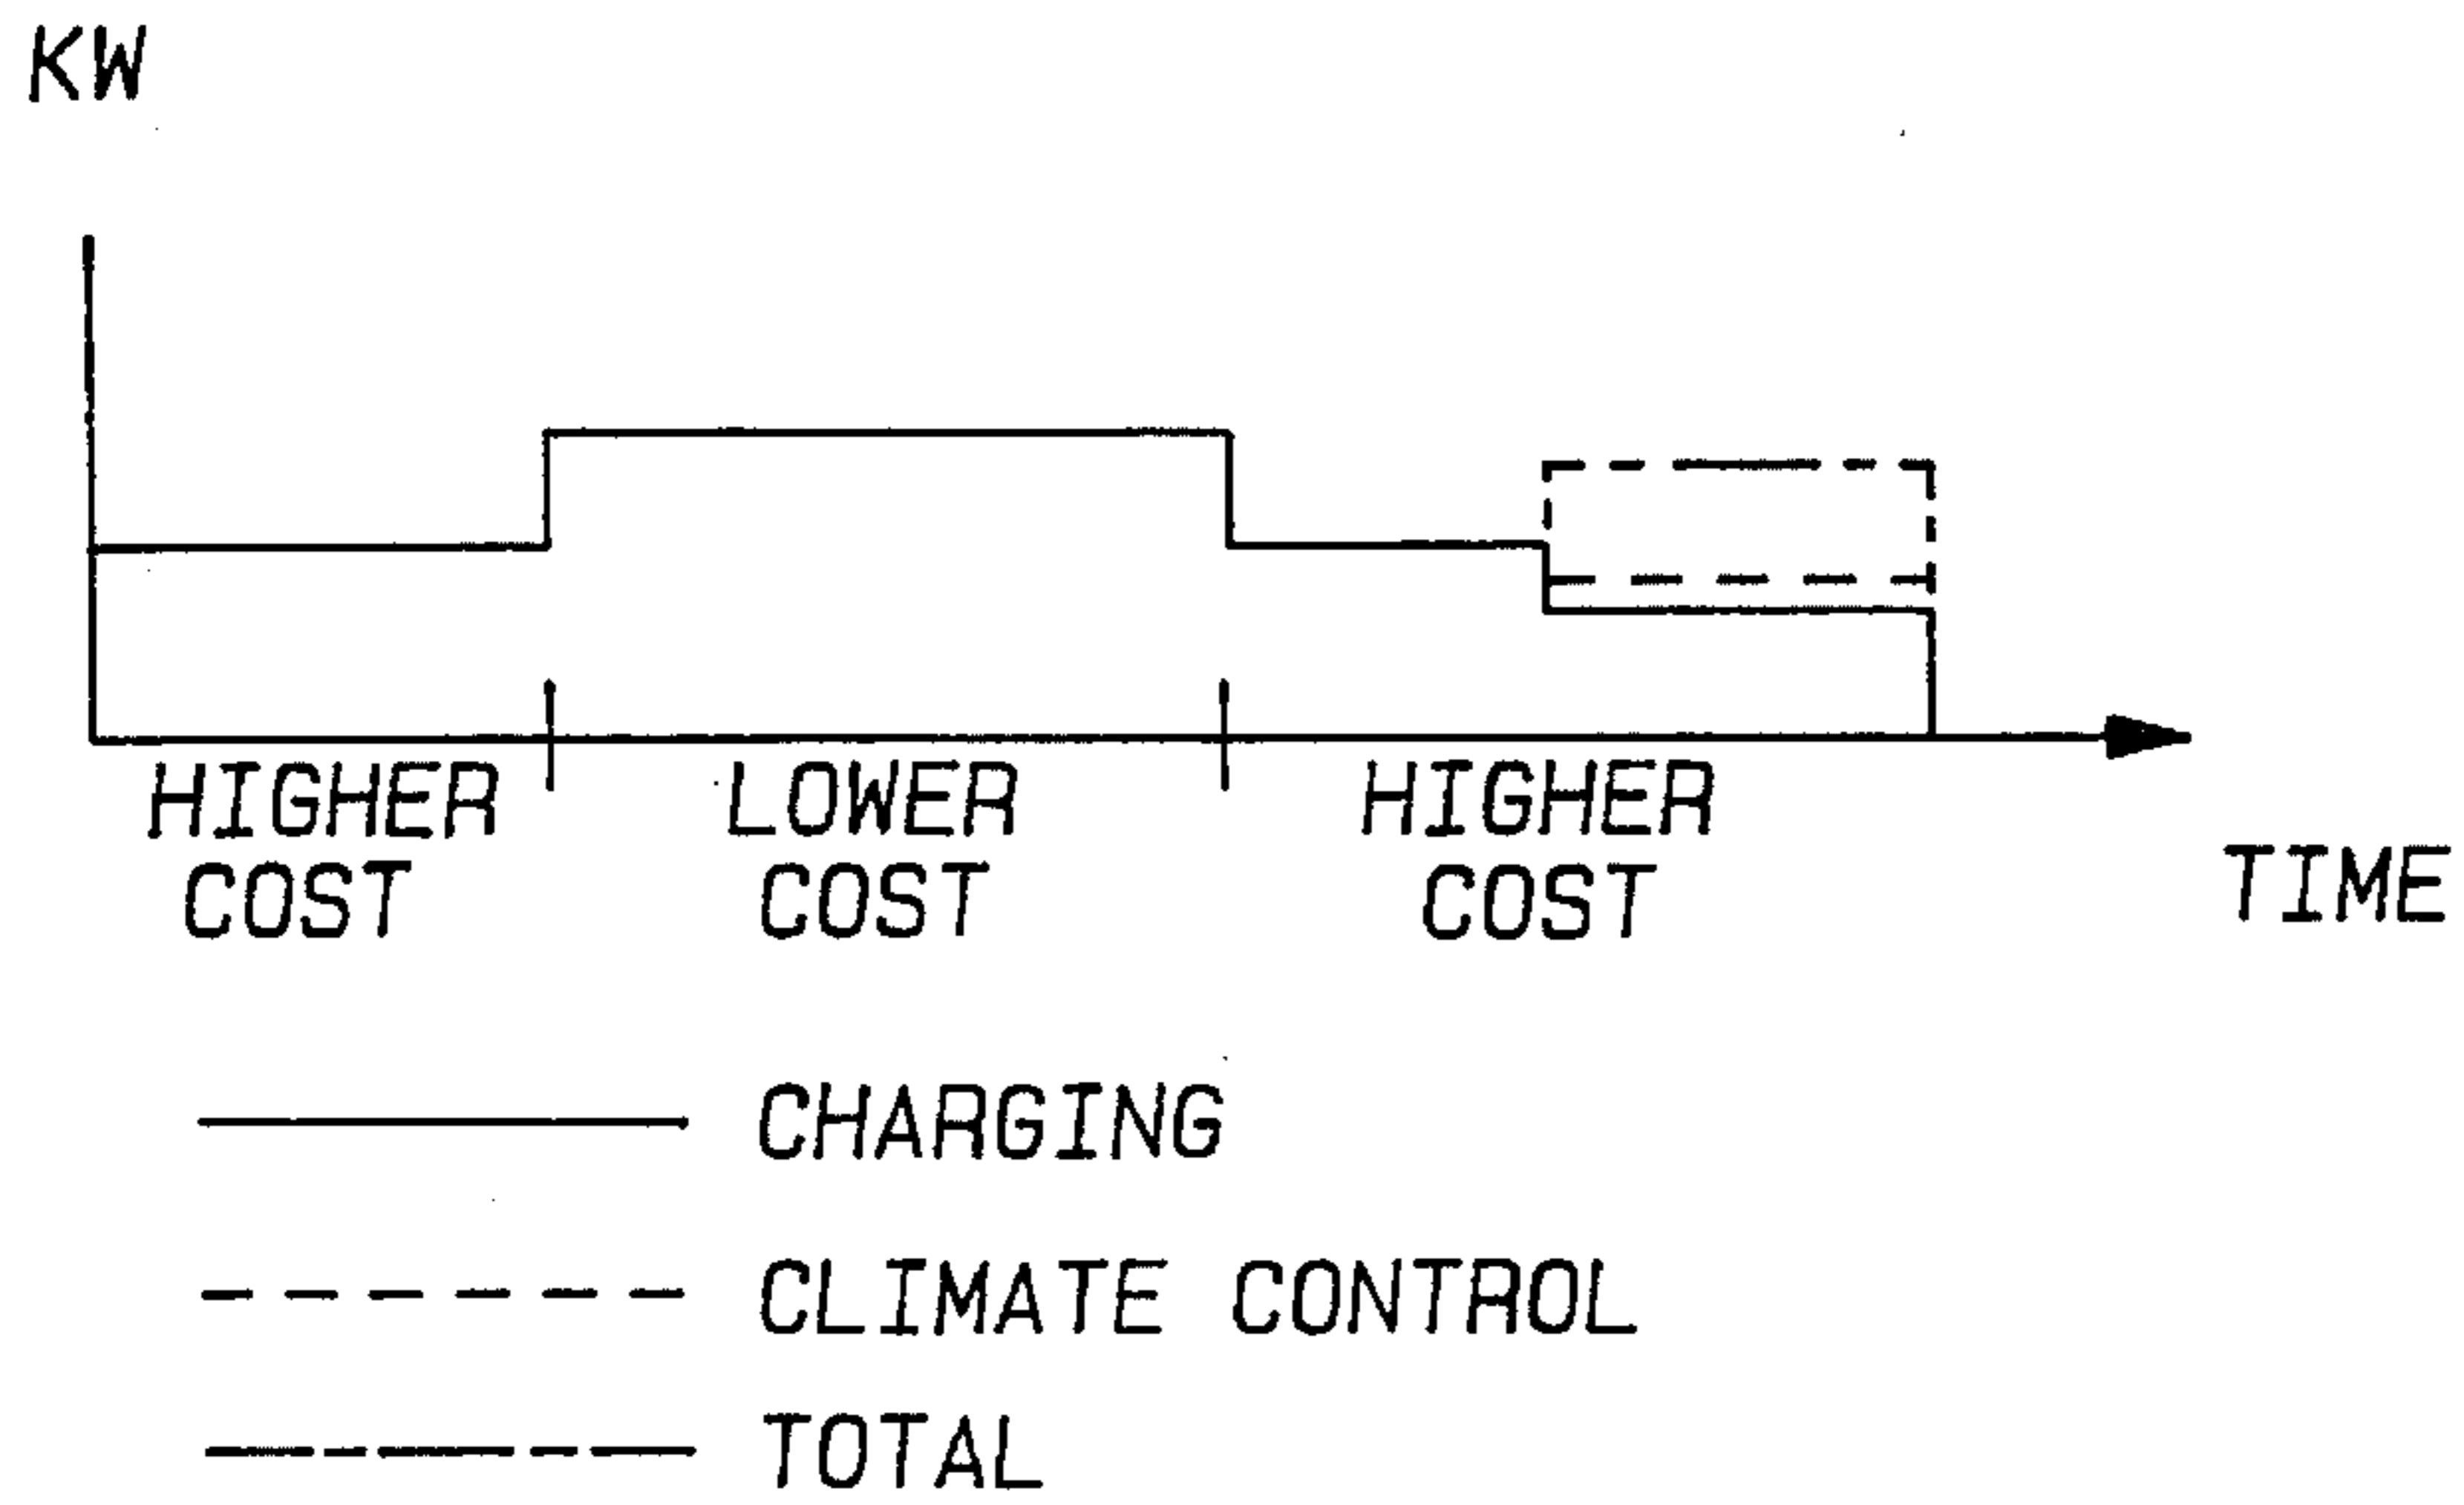 KW
HIGHER COST
LOWER COST
HIGHER COST
TIME
CHARGING
CLIMATE CONTROL
TOTAL